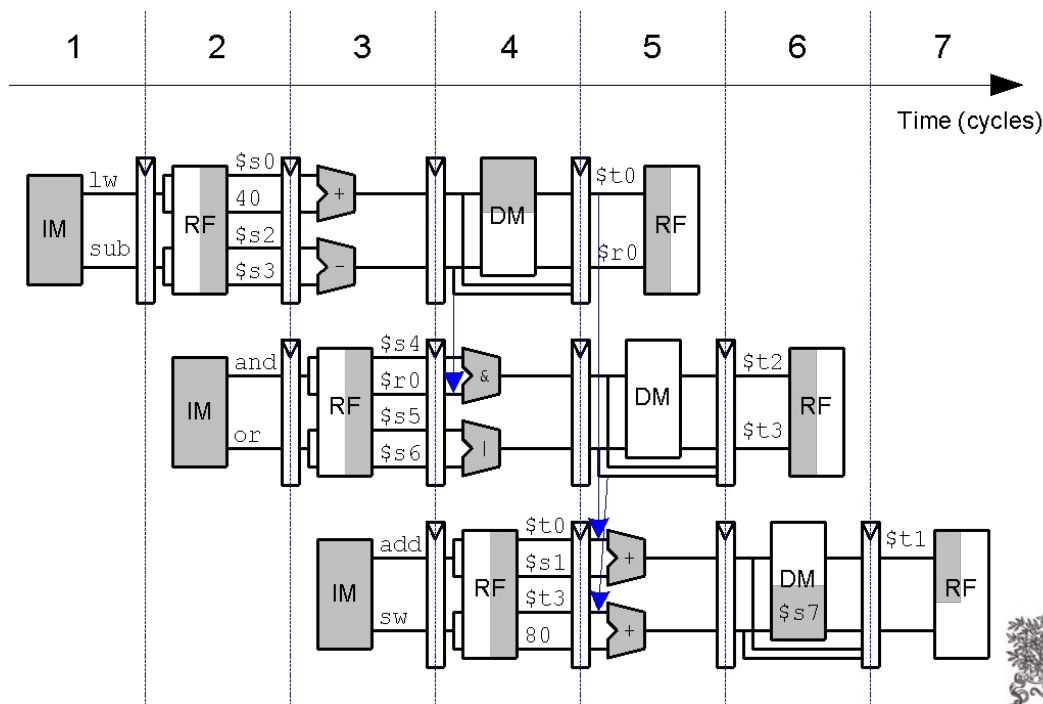 1 2 3 4 5 6 7
Time (cycles)
lw
sub
IM
RF
$s0
40
$s2
$s3
+
-
DM
$t0
$r0
RF
and
or
IM
RF
$s4
$r0
$s5
$s6
&
|
DM
$t2
$t3
RF
add
sw
IM
RF
$t0
$s1
$t3
80
+
+
DM
$s7
$t1
RF